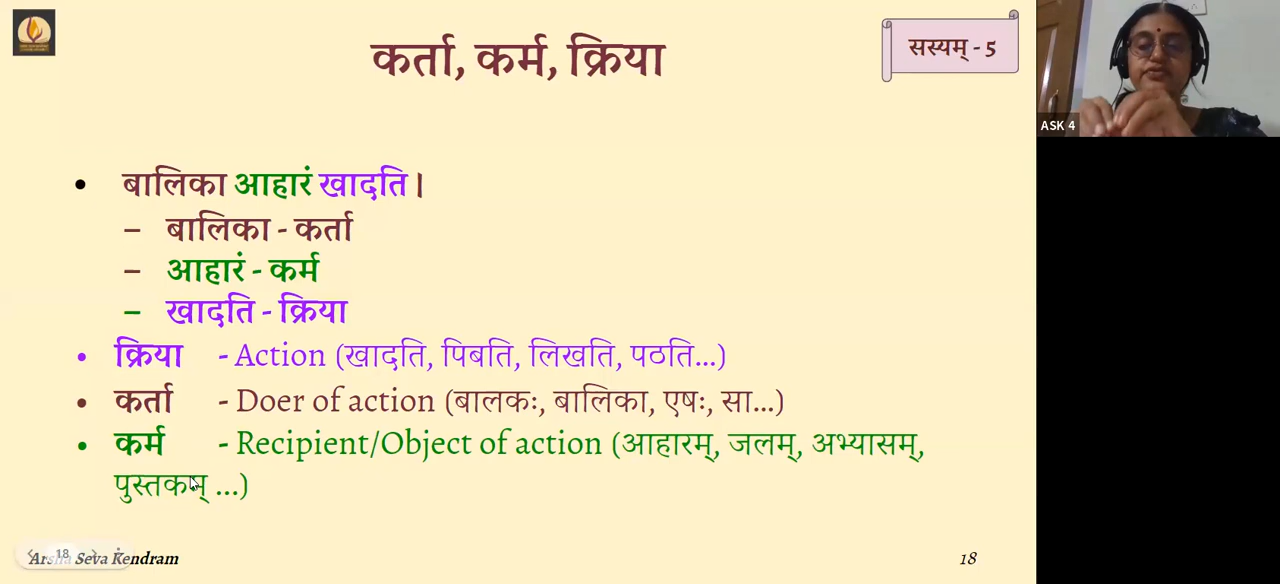 कर्ता, कर्म, क्रिया
सस्यम् - 5
ASK 4
• बालिका आहारं खादति ।
– बालिका - कर्ता
– आहारं - कर्म
– खादति - क्रिया
• क्रिया - Action (खादति, पिबति, लिखति, पठति...)
• कर्ता - Doer of action (बालकः, बालिका, एषः, सा...)
• कर्म - Recipient/Object of action (आहारम्, जलम्, अभ्यासम्,
पुस्तकम् ...)
Arsha Seva Kendram
18
18